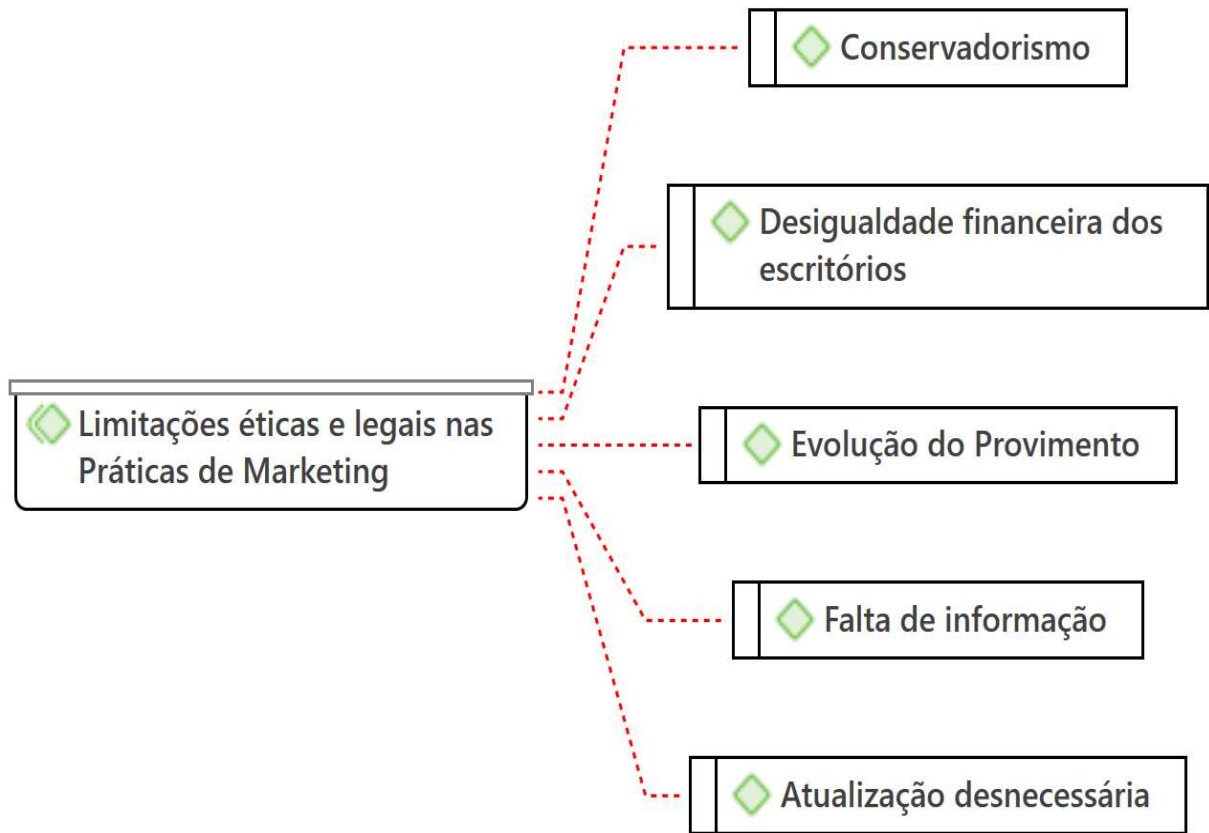 Conservadorismo
Desigualdade financeira dos
escritórios
Limitações éticas e legais nas
Práticas de Marketing
Evolução do Provimento
Falta de informação
Atualização desnecessária